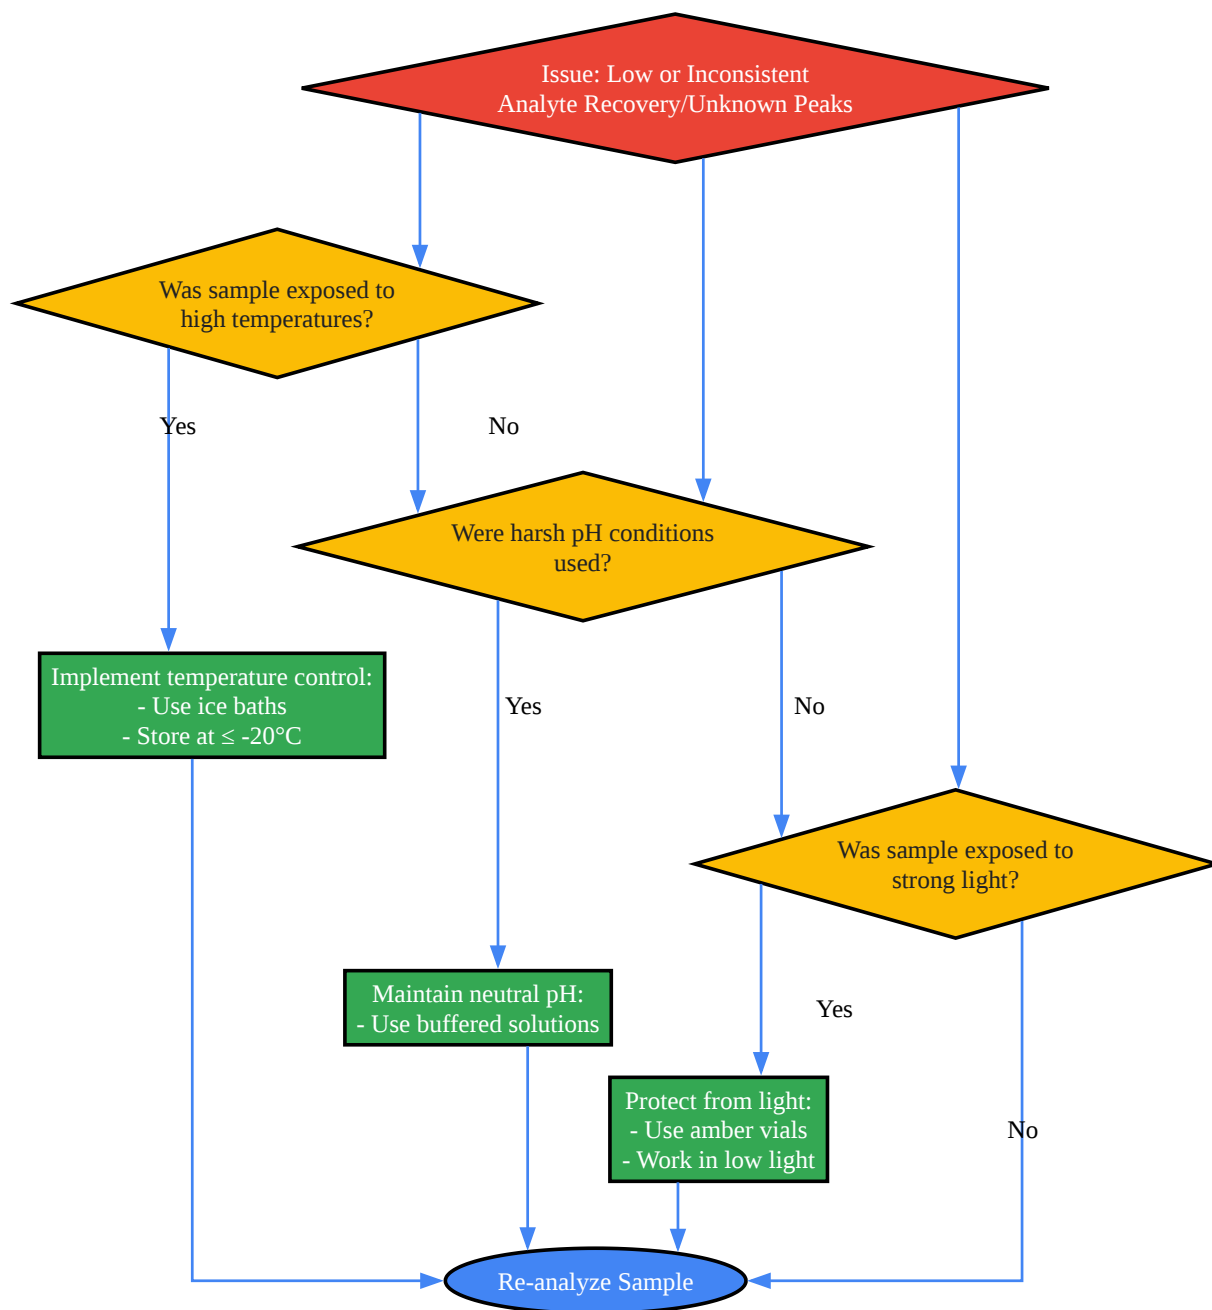 Issue: Low or Inconsistent
Analyte Recovery/Unknown Peaks
Was sample exposed to
high temperatures?
Yes
No
Were harsh pH conditions
used?
Implement temperature control:
- Use ice baths
- Store at ≤ -20°C
Yes
No
Was sample exposed to
strong light?
Maintain neutral pH:
- Use buffered solutions
Yes
Protect from light:
- Use amber vials
- Work in low light
No
Re-analyze Sample